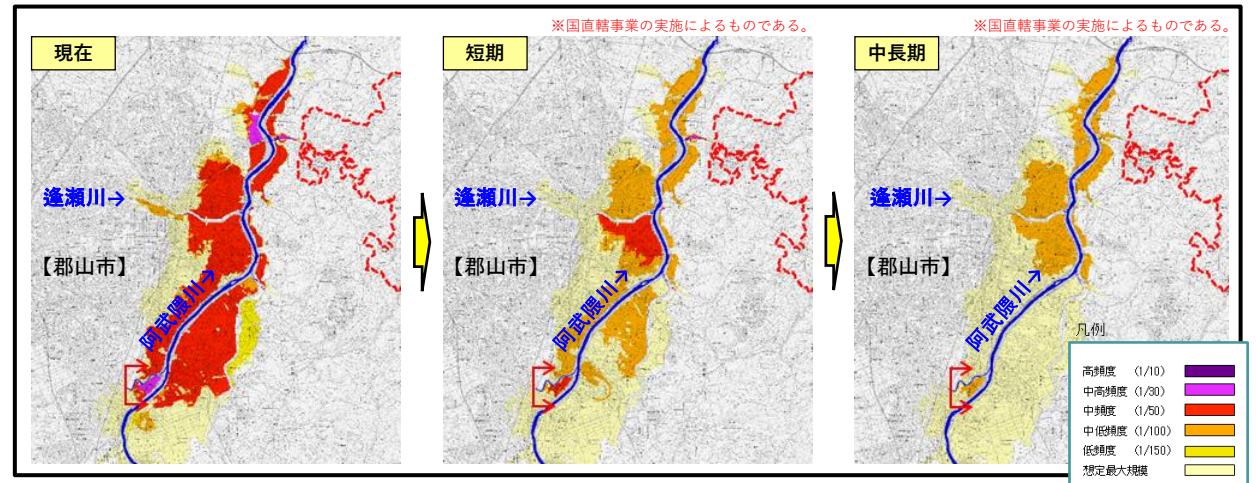 ※国直轄事業の実施によるものである。
※国直轄事業の実施によるものである。
現在
短期
中長期
逢瀬川→
逢瀬川→
逢瀬川→
【郡山市】
【郡山市】
【郡山市】
阿武隈川→
阿武隈川→
阿武隈川→
凡例
高頻度 (1/10)
中高頻度 (1/30)
中頻度 (1/50)
中低頻度 (1/100)
低頻度 (1/150)
想定最大規模